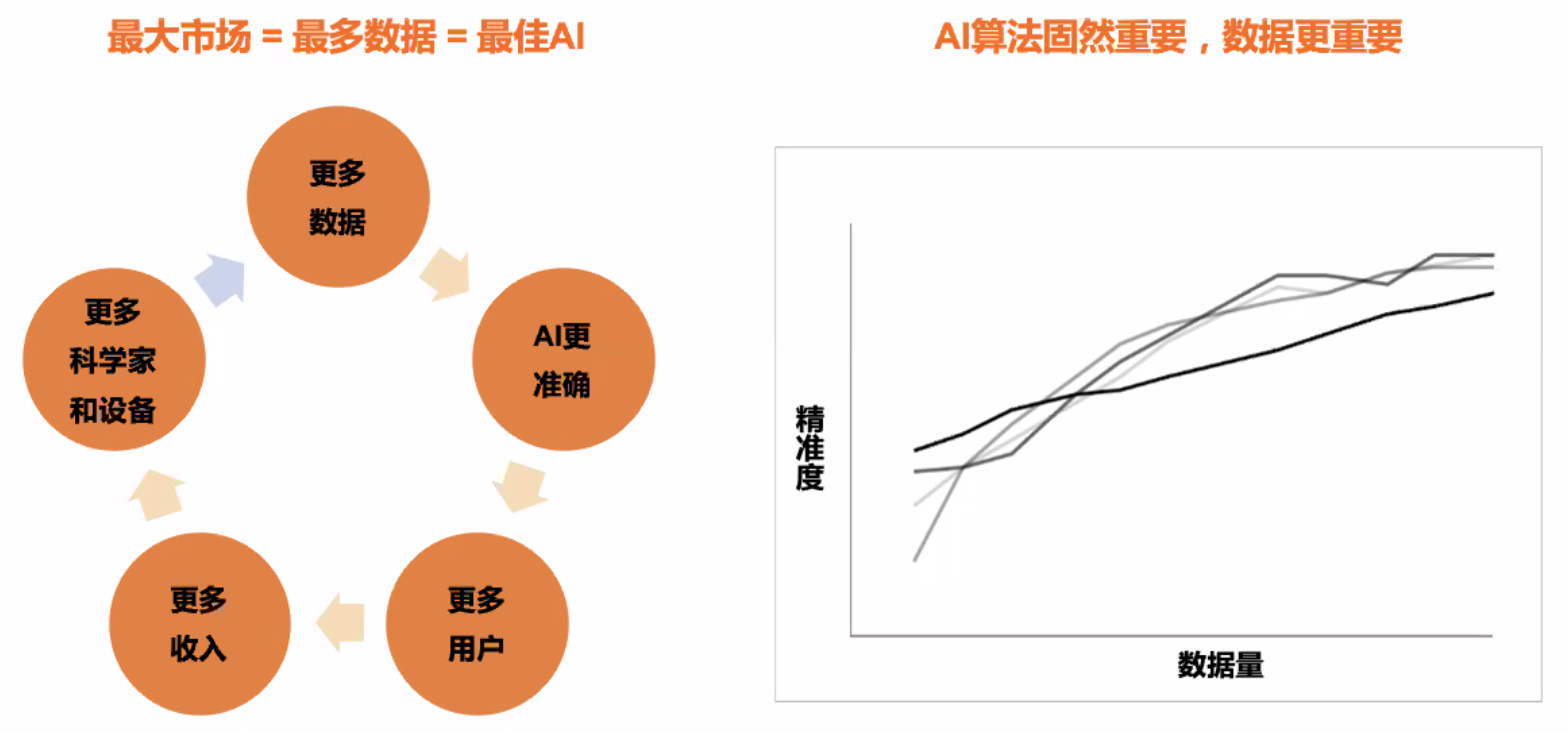 最大市场 = 最多数据 = 最佳AI
更多
数据
AI更
准确
更多
用户
更多
收入
更多
科学家
和设备
AI算法固然重要，数据更重要
精
准
度
数据量